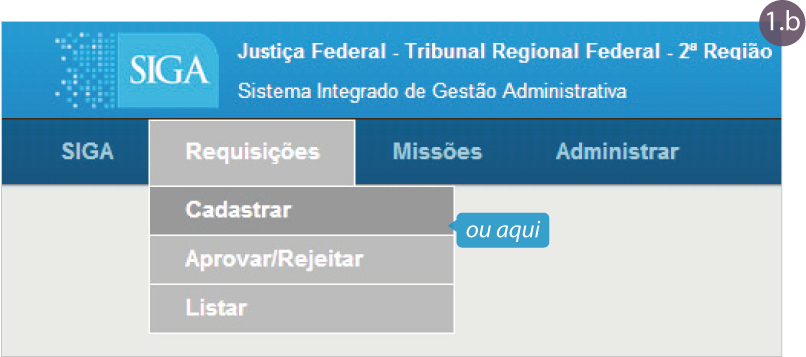 1.b
SIGA
Justiça Federal - Tribunal Regional Federal - 2ª Região
Sistema Integrado de Gestão Administrativa
SIGA Requisições Missões Administrar
Cadastrar
ou aqui
Aprovar/Rejeitar
Listar